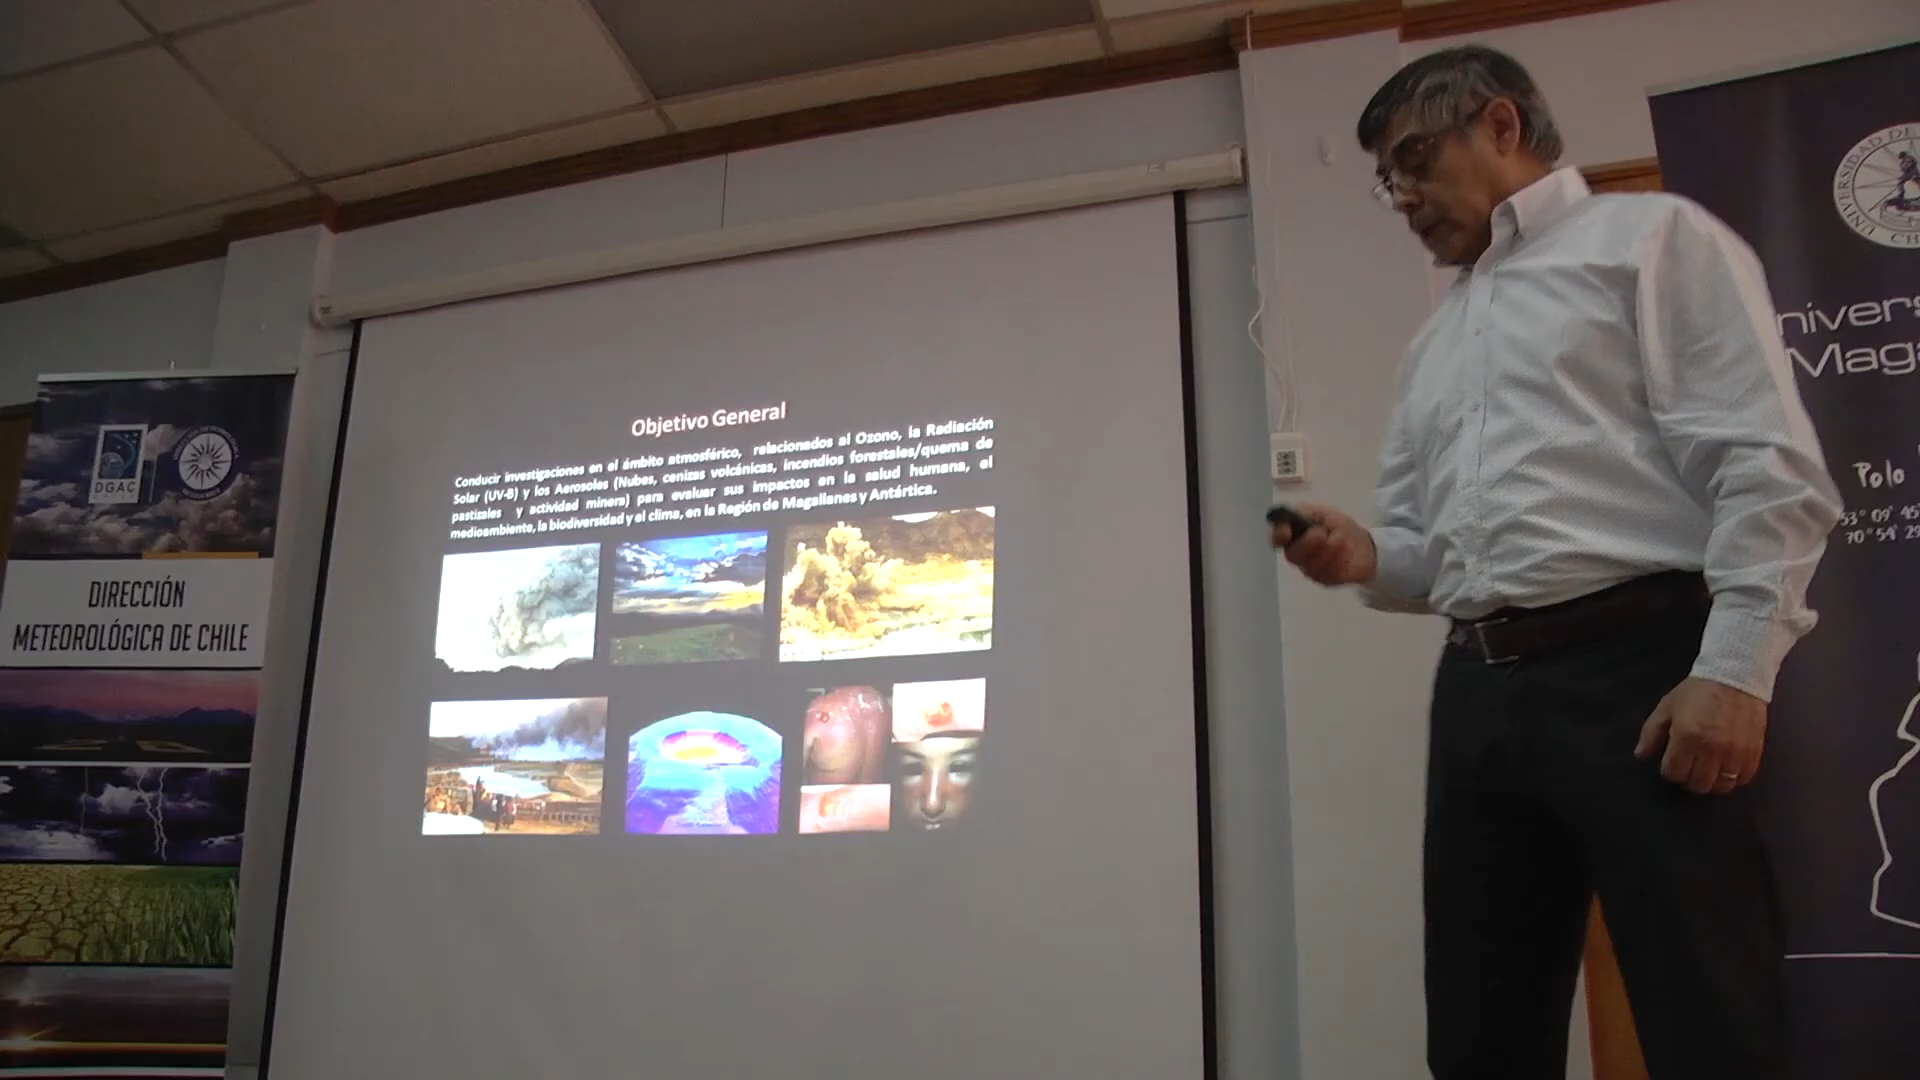 Objetivo General
Conducir investigaciones en el ámbito atmosférico, relacionados al Ozono, la Radiación
Solar (UV-B) y los Aerosoles (Nubes, cenizas volcánicas, incendios forestales/quema de
pastizales y actividad minera) para evaluar sus impactos en la salud humana, el
medioambiente, la biodiversidad y el clima, en la Región de Magallanes y Antártica.
DGAC
DIRECCIÓN
METEOROLÓGICA DE CHILE
UNIVERSIDAD DE
nivers
Maga
Polo
53° 09' 45
70° 54' 29